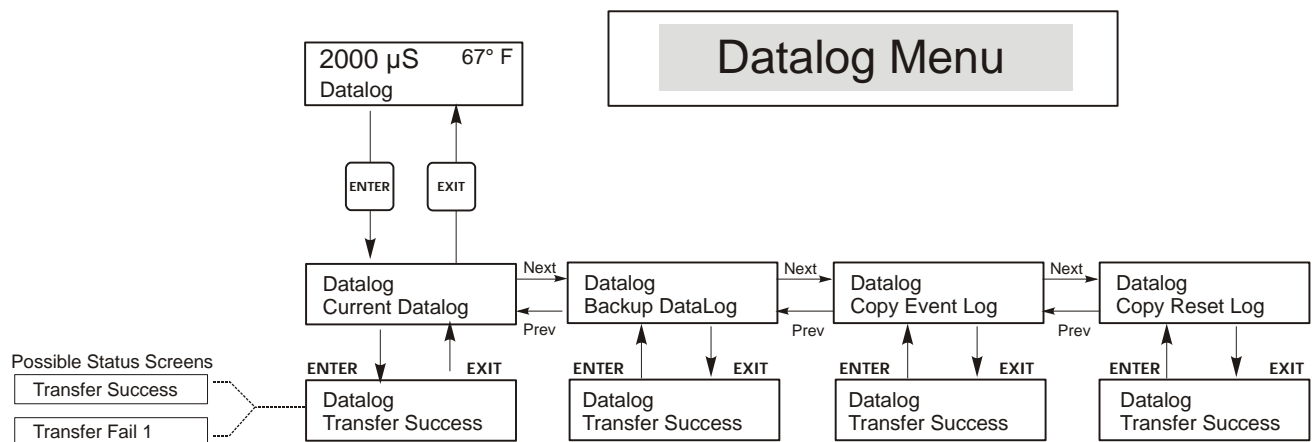 Datalog Menu
2000 µS 67° F
Datalog
ENTER
EXIT
Datalog
Current Datalog
Next
Prev
Datalog
Backup DataLog
Next
Prev
Datalog
Copy Event Log
Next
Prev
Datalog
Copy Reset Log
Possible Status Screens
Transfer Success
Transfer Fail 1
ENTER
EXIT
Datalog
Transfer Success
ENTER
EXIT
Datalog
Transfer Success
ENTER
EXIT
Datalog
Transfer Success
ENTER
EXIT
Datalog
Transfer Success